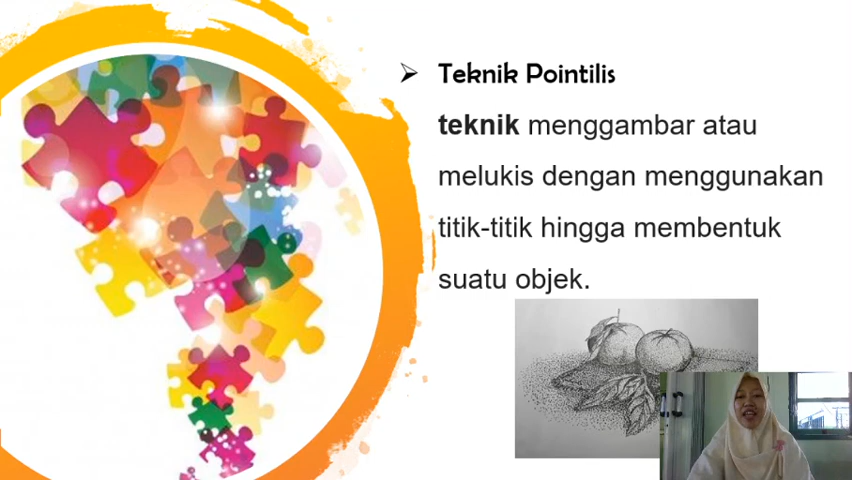 Teknik Pointilis
teknik menggambar atau
melukis dengan menggunakan
titik-titik hingga membentuk
suatu objek.